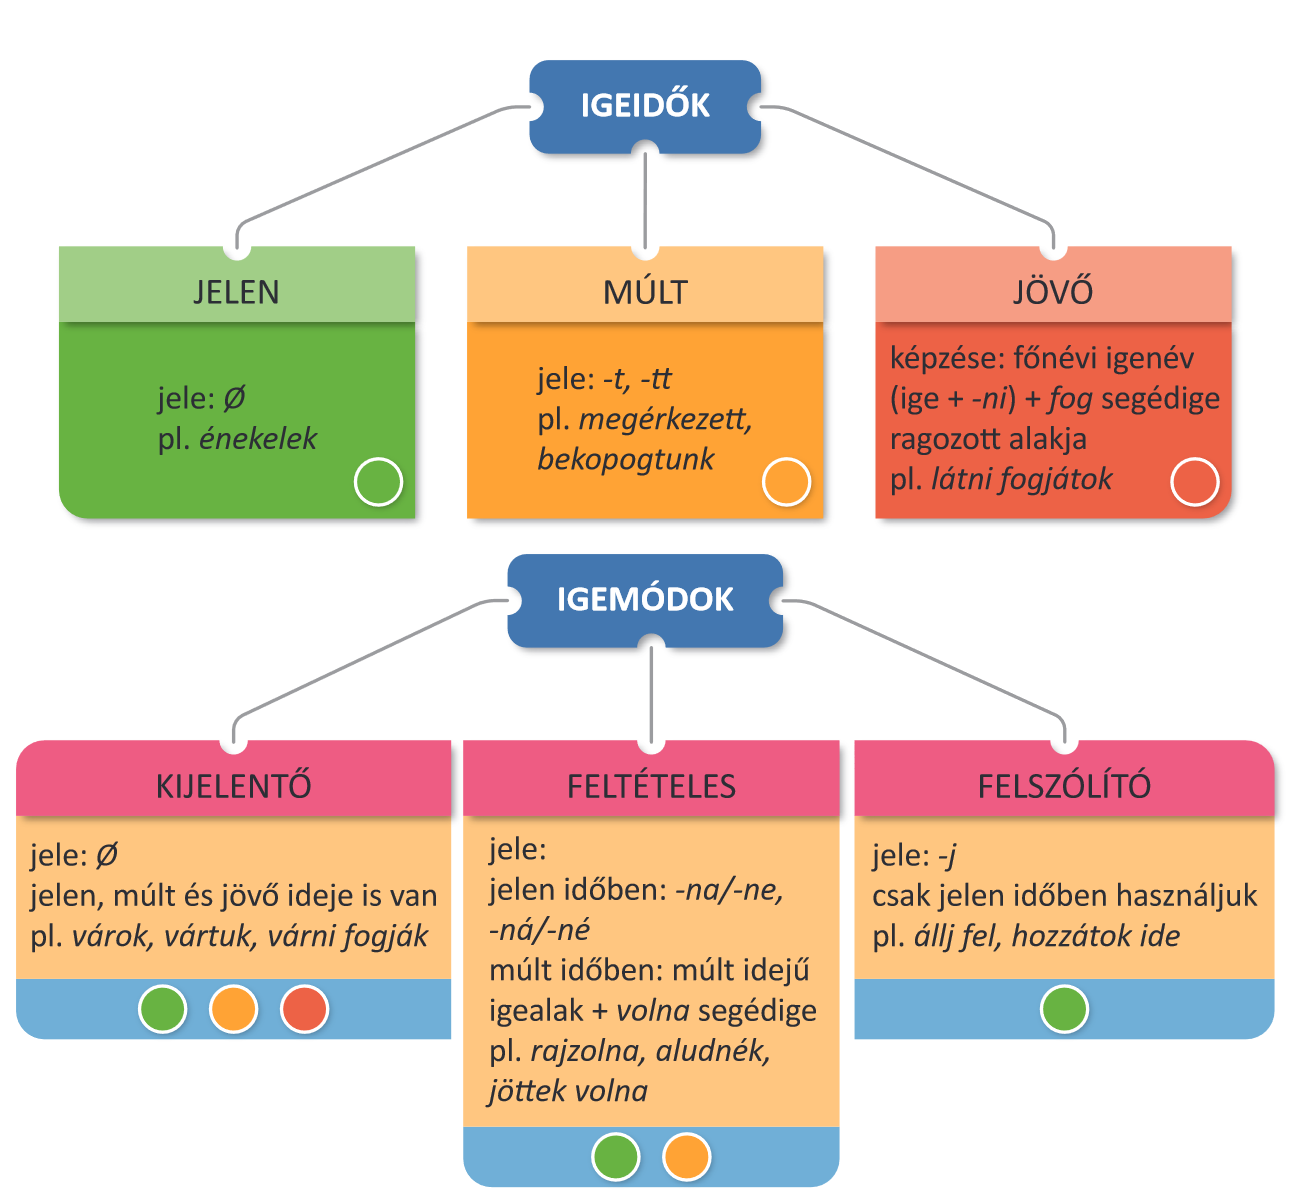 IGEIDŐK
JELEN
jele: Ø
pl. énekelek
MÚLT
jele: -t, -tt
pl. megérkezett,
bekopogtunk
JÖVŐ
képzése: főnévi igenév
(ige + -ni) + fog segédige
ragozott alakja
pl. látni fogjátok
IGEMÓDOK
KIJELENTŐ
jele: Ø
jelen, múlt és jövő ideje is van
pl. várok, vártuk, várni fogják
FELTÉTELES
jele:
jelen időben: -na/-ne,
-ná/-né
múlt időben: múlt idejű
igealak + volna segédige
pl. rajzolna, aludnék,
jöttek volna
FELSZÓLÍTÓ
jele: -j
csak jelen időben használjuk
pl. állj fel, hozzátok ide